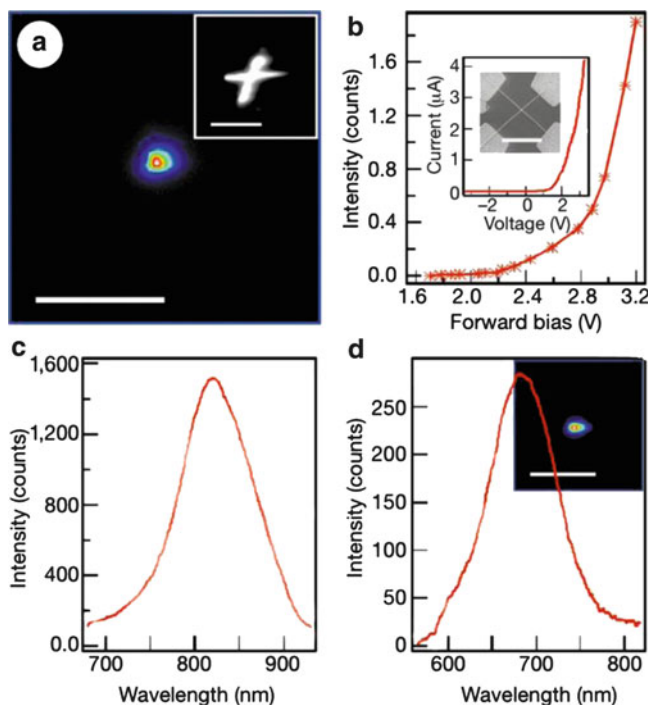 a
b
Intensity (counts)
1.8
1.2
0.6
0.0
1.6
2.0
2.4
2.8
3.2
Forward bias (V)
Current (µA)
4
3
2
1
0
−2
0
2
Voltage (V)
c
Intensity (counts)
1,600
1,200
800
400
0.0
700
800
900
Wavelength (nm)
d
Intensity (counts)
250
200
150
100
50
0
600
700
800
Wavelength (nm)